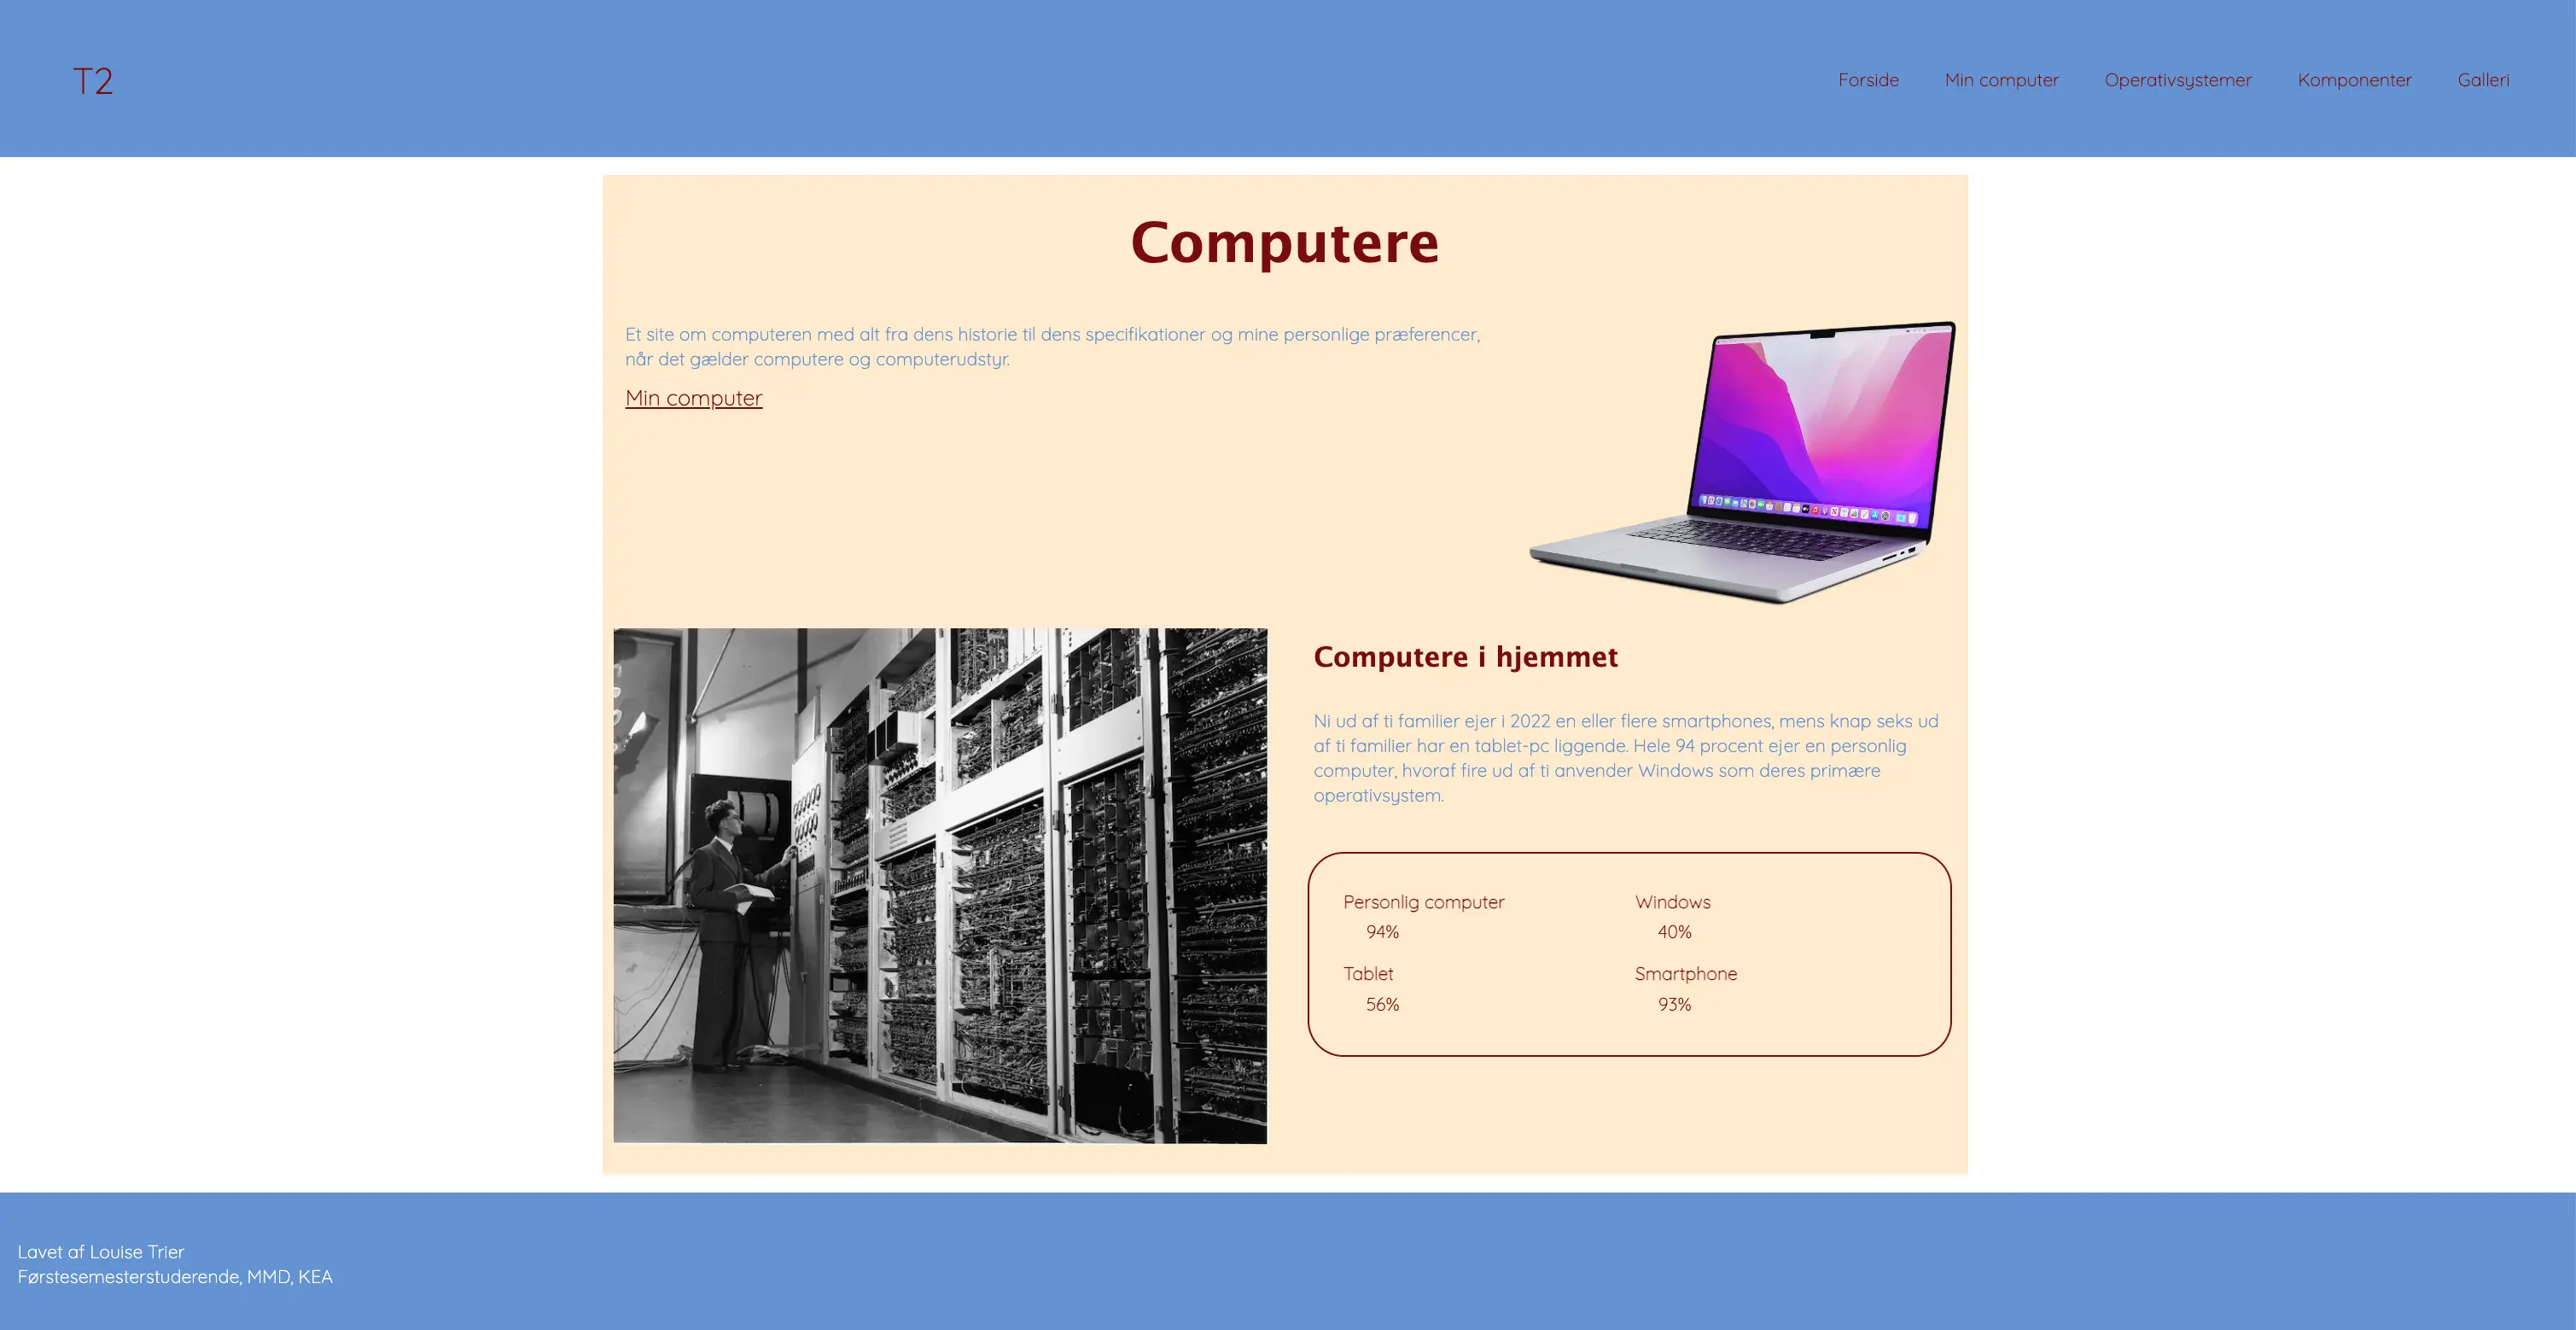 T2
Forside
Min computer
Operativsystemer
Komponenter
Galleri
Computere
Et site om computeren med alt fra dens historie til dens specifikationer og mine personlige præferencer,
når det gælder computere og computerudstyr.
Min computer
Computere i hjemmet
Ni ud af ti familier ejer i 2022 en eller flere smartphones, mens knap seks ud
af ti familier har en tablet-pc liggende. Hele 94 procent ejer en personlig
computer, hvoraf fire ud af ti anvender Windows som deres primære
operativsystem.
Personlig computer
94%
Windows
40%
Tablet
56%
Smartphone
93%
Lavet af Louise Trier
Førstesemesterstuderende, MMD, KEA